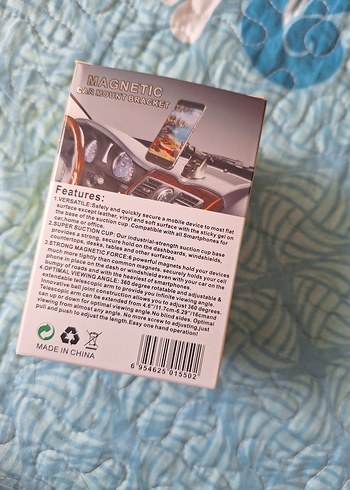 MAGNETIC
CAR MOUNT BRACKET
Features:
1.VERSATILE:Safely and quickly secure a mobile device to most flat
surface except leather, vinyl and soft surface with the sticky gel on
the base of the suction cup .Compatible with all Smartphones for
car,home or office.
2.SUPER SUCTION CUP: Our industrial-strength suction cup base
provides a strong, secure hold on the dashboards, windshields,
countertops, desks, tables and other smooth surfaces.
3.STRONG MAGNETIC FORCE:6 powerful magnets hold your devices
much more tightly than common magnets, securely holds your cell
phone in place on the dash or windshield even with your car on the
bumpy of roads and with the heaviest of smartphones.
4.OPTIMAL VIEWING ANGLE: 360 degree rotatable and adjustable &
extendable telescopic arm to provide you infinite viewing angle.
Innovative ball joint construction allows you to adjust 360 degrees.
Telescopic arm can be extended from 4.6"/11.7cm-6.29"/16cmand
can up or down for optimal viewing angle.No blind sides. Optimal
viewing from almost any angle. No more screw to adjusting,just
pull and push to adjust the length.Easy one hand operation!
MADE IN CHINA
6 954625 015502